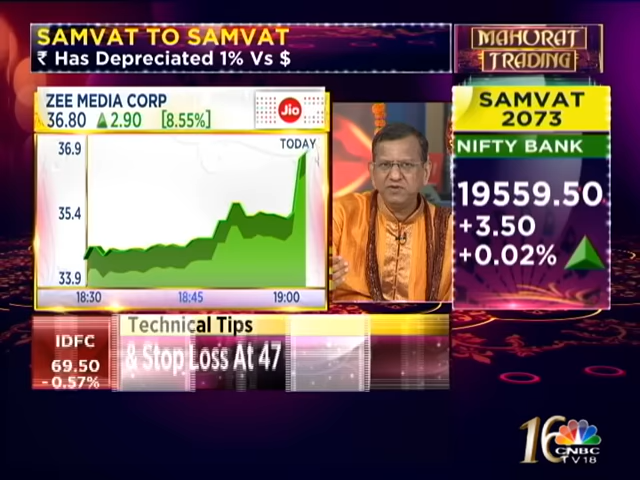 SAMVAT TO SAMVAT
₹ Has Depreciated 1% Vs $
MAHURAT
TRADING
ZEE MEDIA CORP
36.80 ▲2.90 [8.55%]
Jio
TODAY
36.9
35.4
33.9
18:30 18:45 19:00
SAMVAT
2073
NIFTY BANK
19559.50
+3.50
+0.02%
IDFC
69.50
-0.57%
Technical Tips
& Stop Loss At 47
16
CNBC
TV18